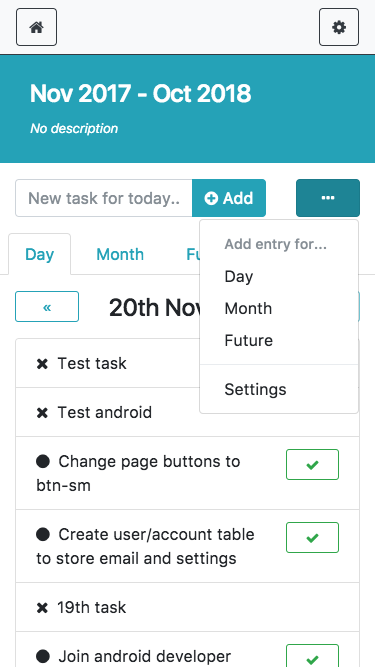 Nov 2017 - Oct 2018
No description
New task for today..
Add
Add entry for...
Day
Month
Future
Settings
Day
Month
«
20th Nov
Test task
Test android
Change page buttons to
btn-sm
Create user/account table
to store email and settings
19th task
Join android developer